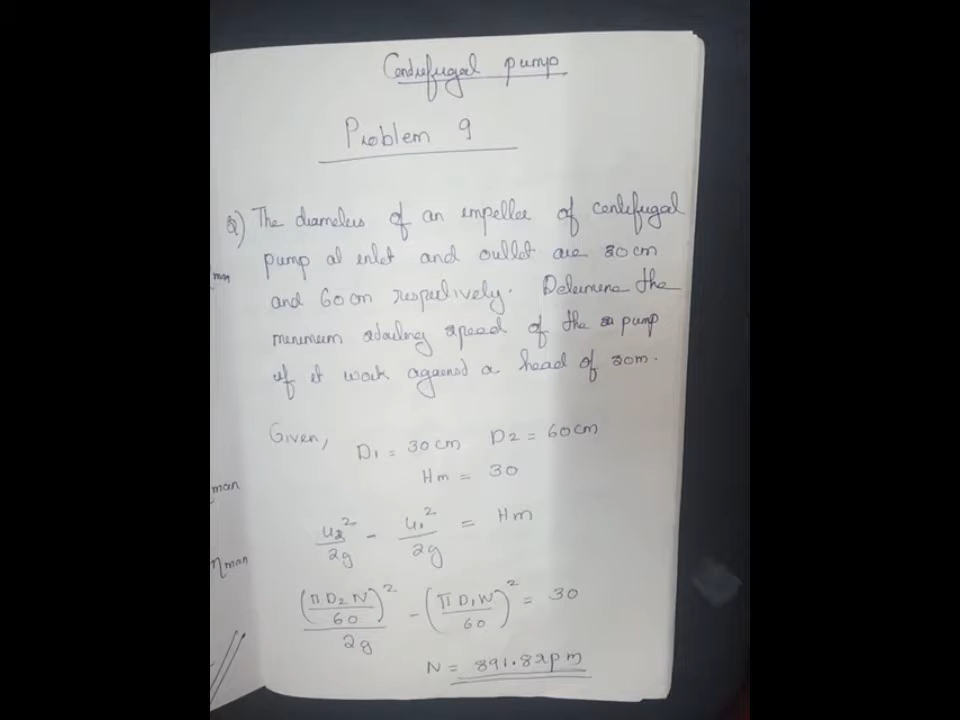 Centrifugal pump
Problem 9
Q) The diameters of an impeller of centrifugal
pump at inlet and outlet are 30 cm
and 60 cm respectively. Determine the
minimum starting speed of the pump
if it work against a head of 30m.
Given,
D1 = 30 cm D2 = 60 cm
Hm = 30
u2²/2g - u1²/2g = Hm
(π D2 N/60)²/2g - (π D1 N/60)² = 30
N = 891.8 rpm
man
man
ηman